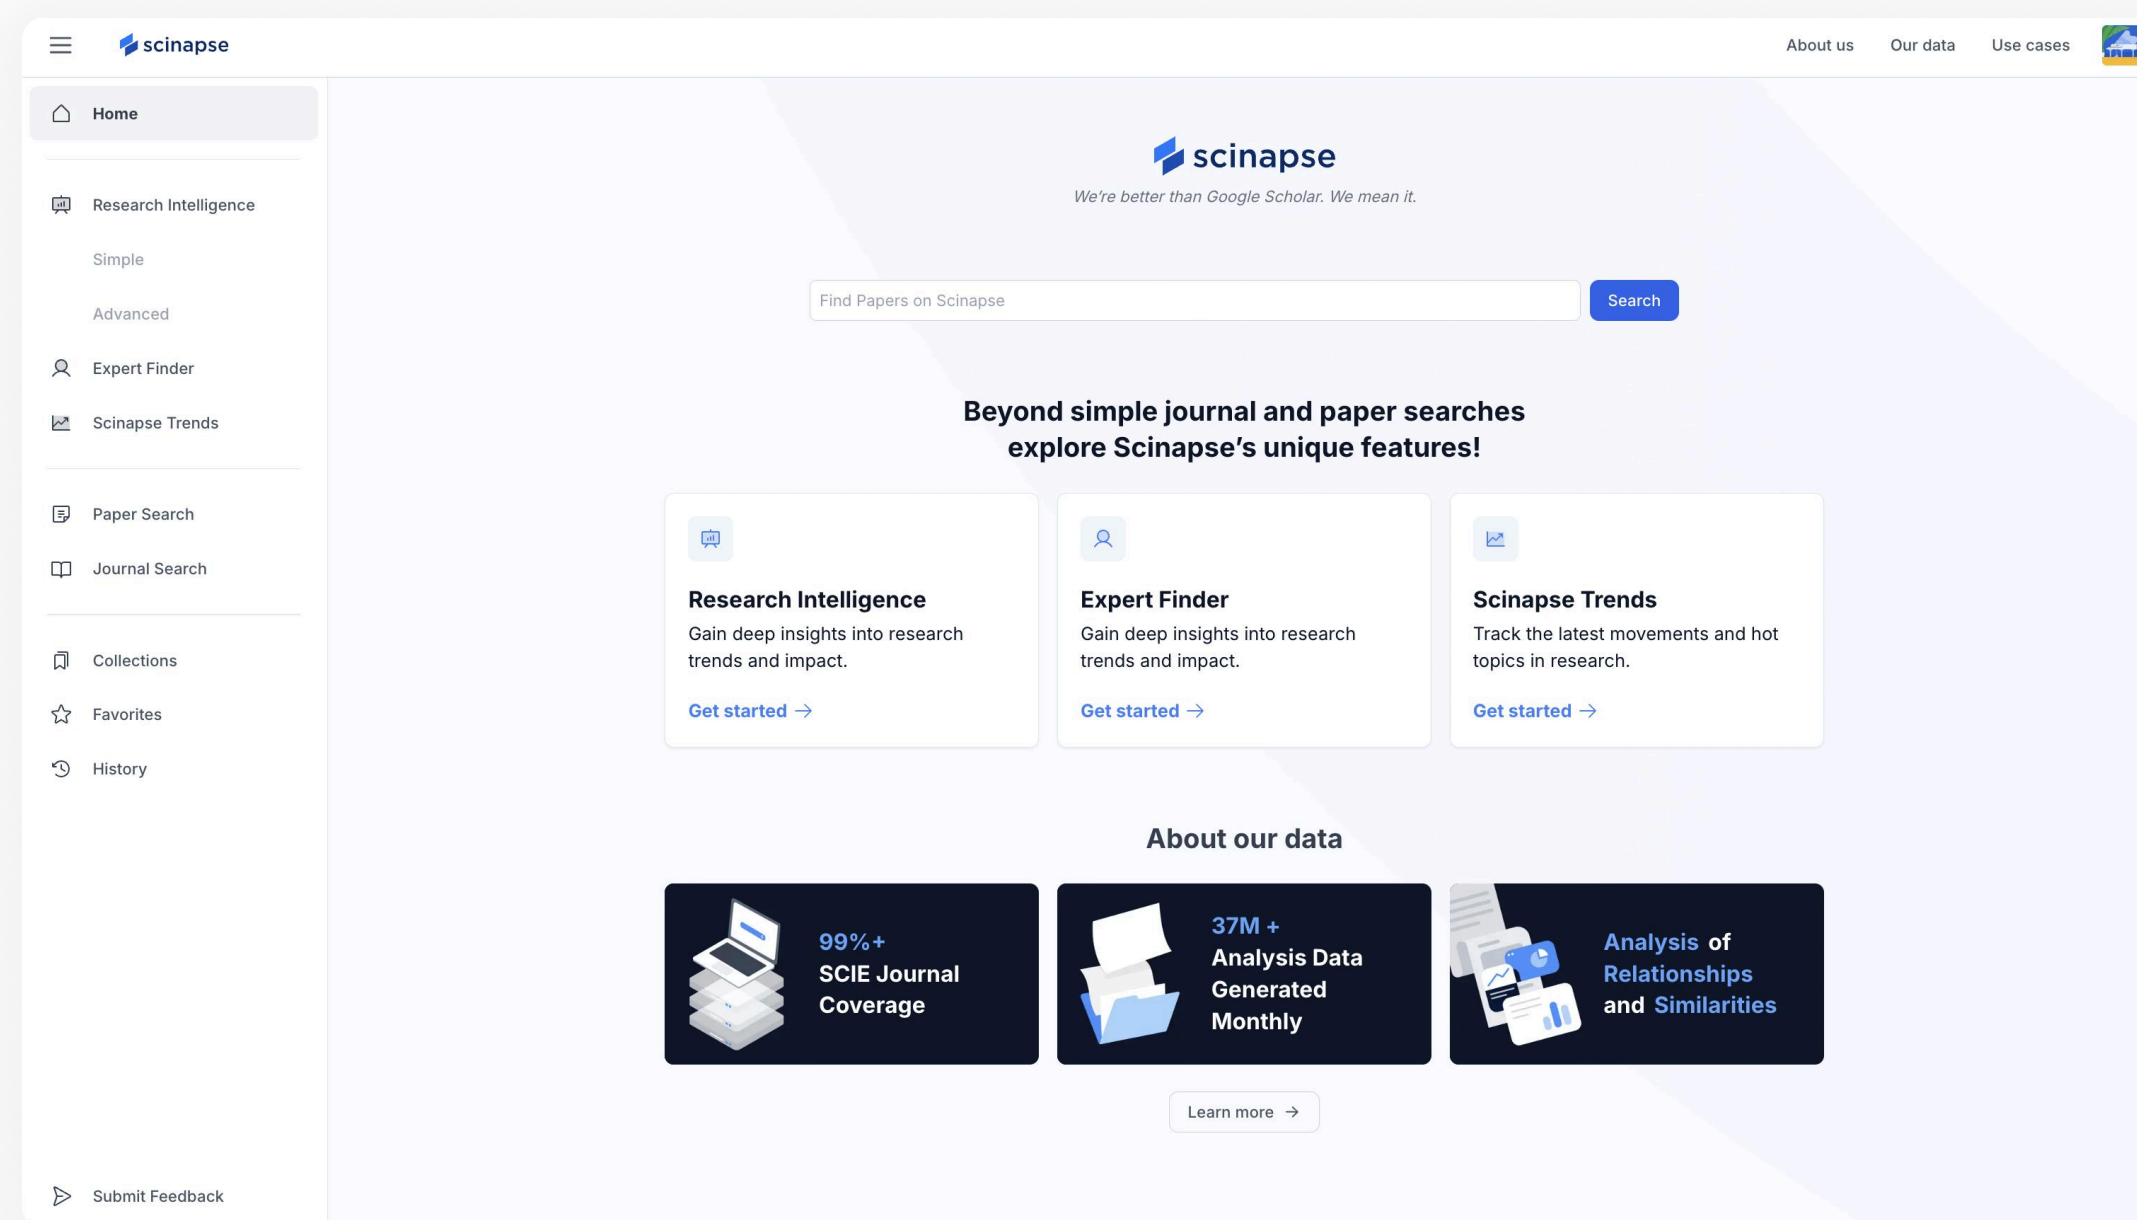 scinapse
About us
Our data
Use cases
Home
Research Intelligence
Simple
Advanced
Expert Finder
Scinapse Trends
Paper Search
Journal Search
Collections
Favorites
History
Submit Feedback
scinapse
We're better than Google Scholar. We mean it.
Find Papers on Scinapse
Search
Beyond simple journal and paper searches
explore Scinapse’s unique features!
Research Intelligence
Gain deep insights into research
trends and impact.
Get started
Expert Finder
Gain deep insights into research
trends and impact.
Get started
Scinapse Trends
Track the latest movements and hot
topics in research.
Get started
About our data
99%+
SCIE Journal
Coverage
37M +
Analysis Data
Generated
Monthly
Analysis of
Relationships
and Similarities
Learn more